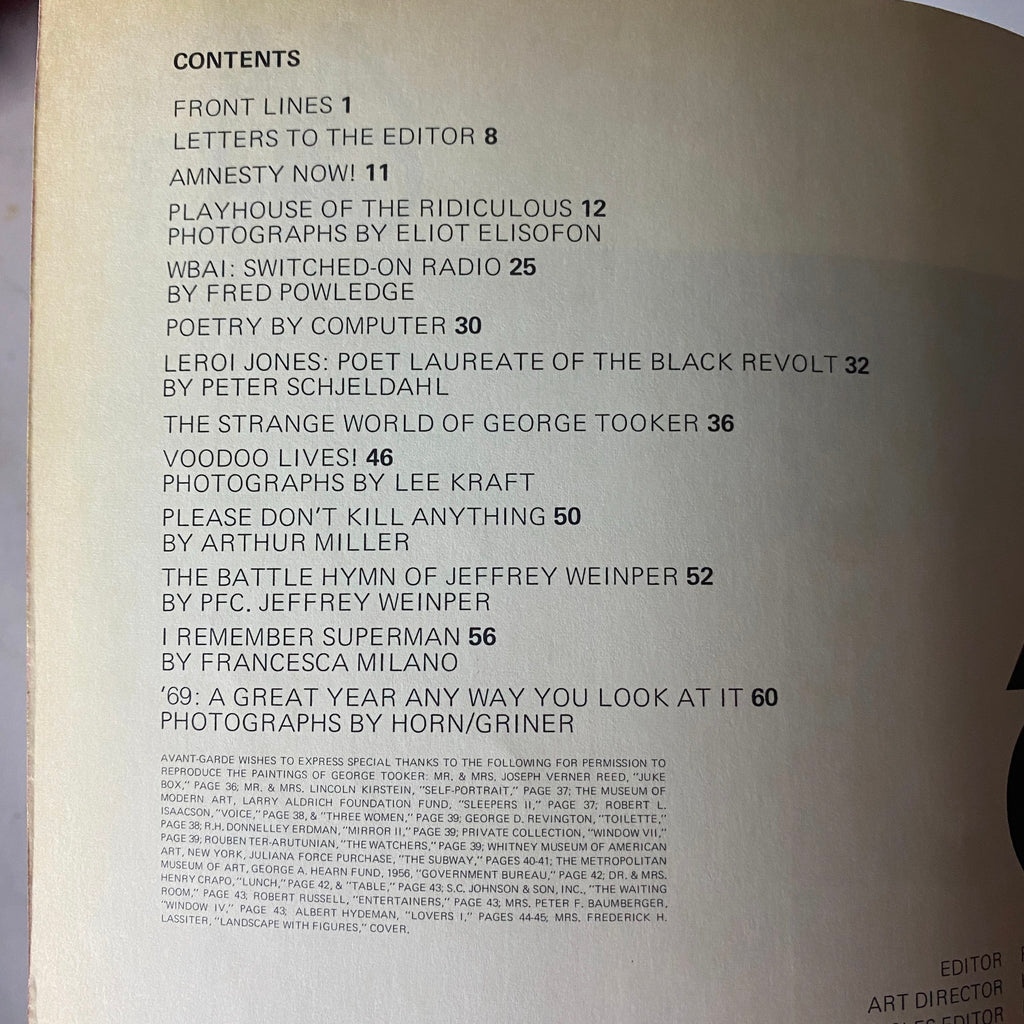 CONTENTS
FRONT LINES 1
LETTERS TO THE EDITOR 8
AMNESTY NOW! 11
PLAYHOUSE OF THE RIDICULOUS 12
PHOTOGRAPHS BY ELIOT ELISOFON
WBAI: SWITCHED-ON RADIO 25
BY FRED POWLEDGE
POETRY BY COMPUTER 30
LEROI JONES: POET LAUREATE OF THE BLACK REVOLT 32
BY PETER SCHJELDAHL
THE STRANGE WORLD OF GEORGE TOOKER 36
VOODOO LIVES! 46
PHOTOGRAPHS BY LEE KRAFT
PLEASE DON'T KILL ANYTHING 50
BY ARTHUR MILLER
THE BATTLE HYMN OF JEFFREY WEINPER 52
BY PFC. JEFFREY WEINPER
I REMEMBER SUPERMAN 56
BY FRANCESCA MILANO
'69: A GREAT YEAR ANY WAY YOU LOOK AT IT 60
PHOTOGRAPHS BY HORN/GRINER
AVANT-GARDE WISHES TO EXPRESS SPECIAL THANKS TO THE FOLLOWING FOR PERMISSION TO
REPRODUCE THE PAINTINGS OF GEORGE TOOKER: MR. & MRS. JOSEPH VERNER REED, "JUKE
BOX," PAGE 36; MR. & MRS. LINCOLN KIRSTEIN, "SELF-PORTRAIT," PAGE 37; THE MUSEUM OF
MODERN ART, LARRY ALDRICH FOUNDATION FUND, "SLEEPERS II," PAGE 37; ROBERT L.
ISAACSON, "VOICE," PAGE 38, & "THREE WOMEN," PAGE 39; GEORGE D. REVINGTON, "TOILETTE,"
PAGE 38; R.H. DONNELLEY ERDMAN, "MIRROR II," PAGE 39; PRIVATE COLLECTION, "WINDOW VII,"
PAGE 39; ROUBEN TER-ARUTUNIAN, "THE WATCHERS," PAGE 39; WHITNEY MUSEUM OF AMERICAN
ART, NEW YORK, JULIANA FORCE PURCHASE, "THE SUBWAY," PAGES 40-41; THE METROPOLITAN
MUSEUM OF ART, GEORGE A. HEARN FUND, 1956, "GOVERNMENT BUREAU," PAGE 42; DR. & MRS.
HENRY CRAPO, "LUNCH," PAGE 42, & "TABLE," PAGE 43; S.C. JOHNSON & SON, INC., "THE WAITING
ROOM," PAGE 43; ROBERT RUSSELL, "ENTERTAINERS," PAGE 43; MRS. PETER F. BAUMBERGER,
"WINDOW IV," PAGE 43; ALBERT HYDEMAN, "LOVERS I," PAGES 44-45; MRS. FREDERICK H.
LASSITER, "LANDSCAPE WITH FIGURES," COVER.
EDITOR
ART DIRECTOR
EDITOR